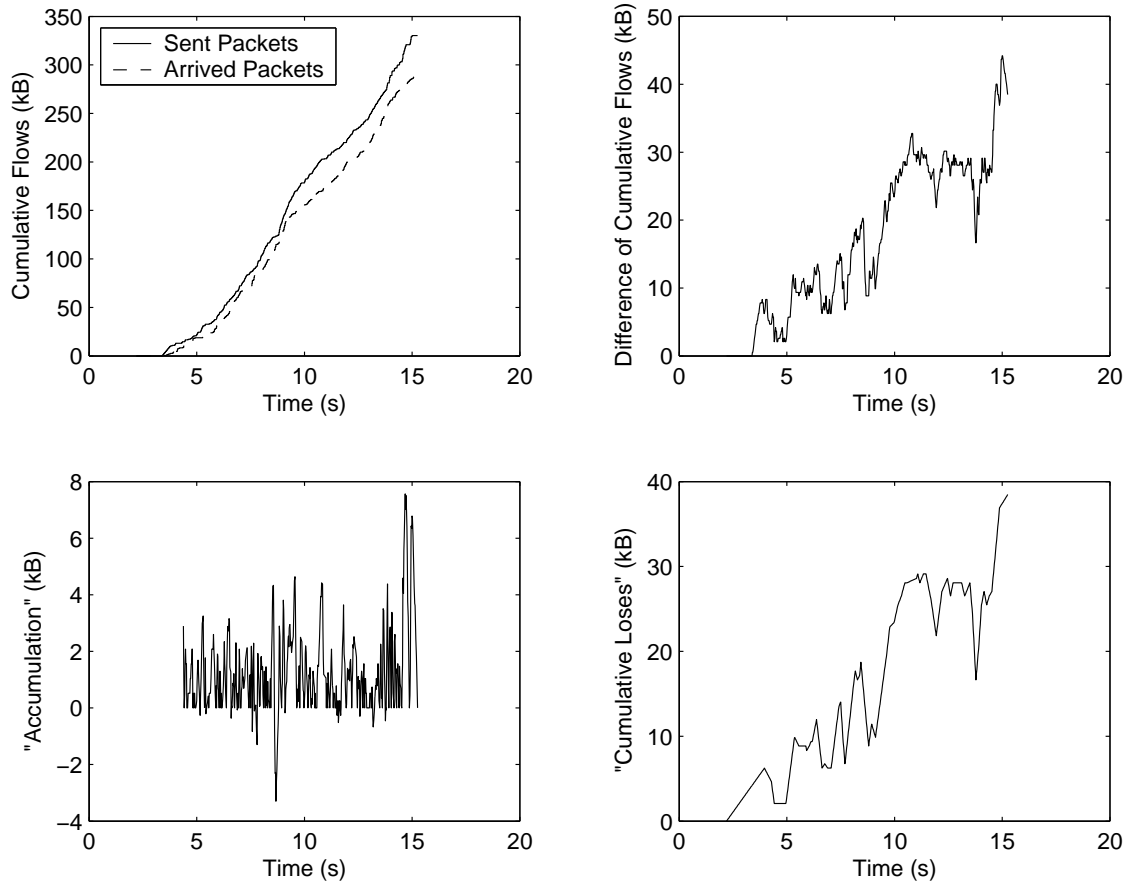 Cumulative Flows (kB)
350
300
250
200
150
100
50
0
Sent Packets
Arrived Packets
0 5 10 15 20
Time (s)
Difference of Cumulative Flows (kB)
50
40
30
20
10
0
0 5 10 15 20
Time (s)
"Accumulation" (kB)
8
6
4
2
0
−2
−4
0 5 10 15 20
Time (s)
"Cumulative Loses" (kB)
40
30
20
10
0
0 5 10 15 20
Time (s)